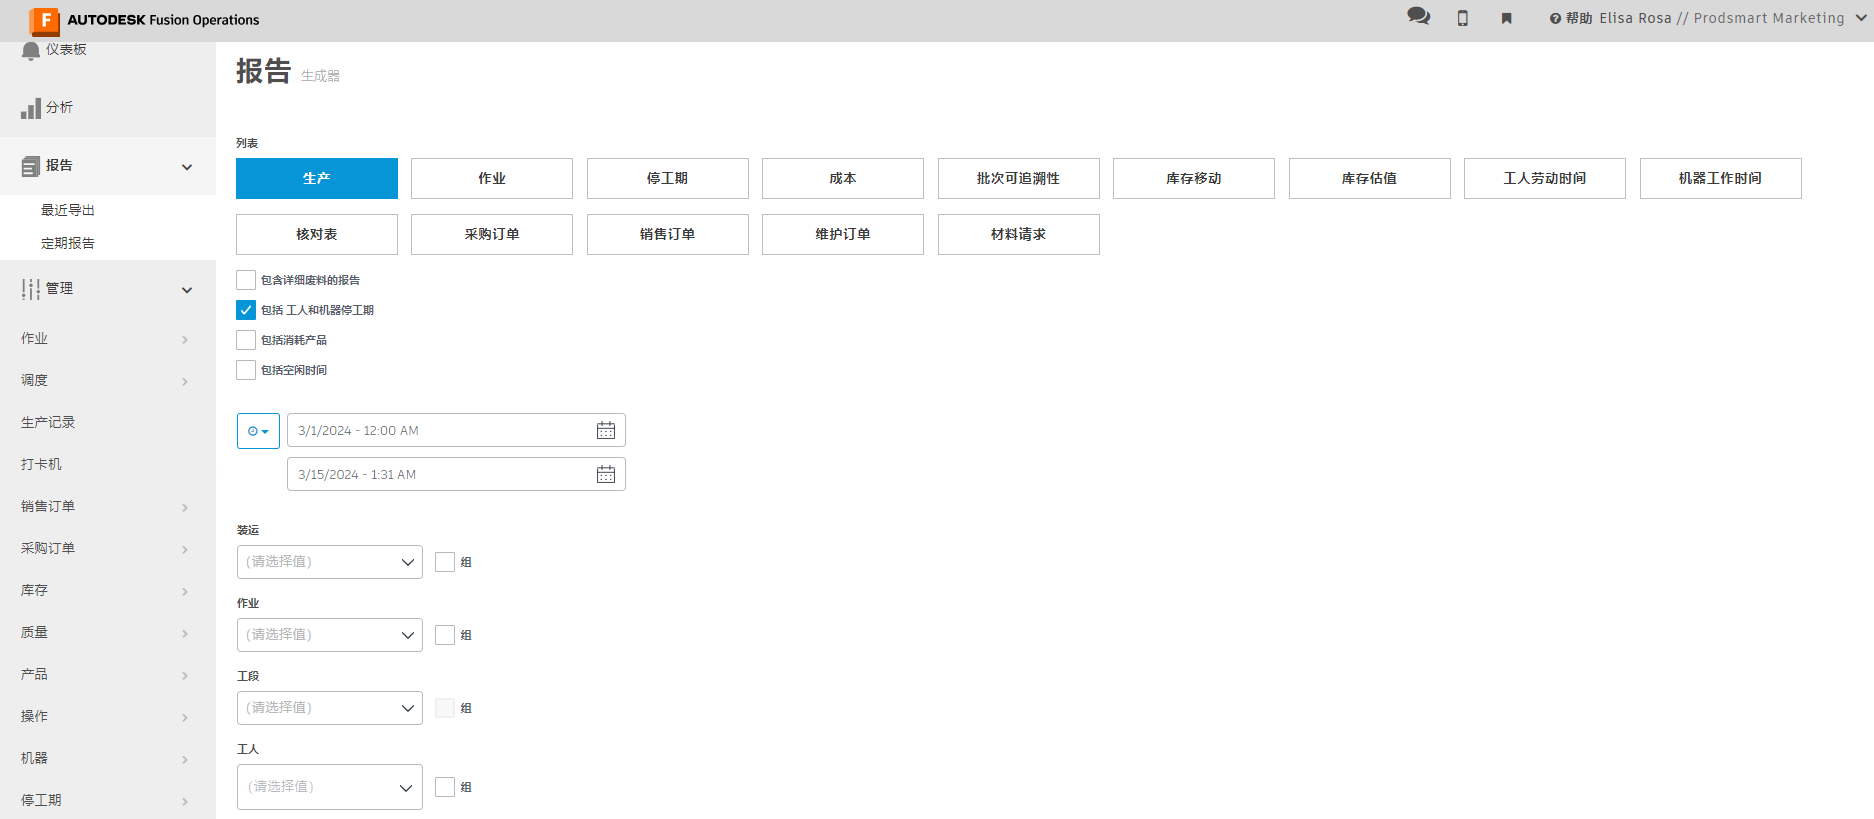 AUTODESK Fusion Operations
帮助 Elisa Rosa // Prodsmart Marketing
仪表板
分析
报告
最近导出
定期报告
管理
作业
调度
生产记录
打卡机
销售订单
采购订单
库存
质量
产品
操作
机器
停工期
报告 生成器
列表
生产 作业 停工期 成本 批次可追溯性 库存移动 库存估值 工人劳动时间 机器工作时间
核对表 采购订单 销售订单 维护订单 材料请求
包含详细废料的报告
包括 工人和机器停工期
包括消耗产品
包括空闲时间
3/1/2024 - 12:00 AM
3/15/2024 - 1:31 AM
装运
(请选择值) 组
作业
(请选择值) 组
工段
(请选择值) 组
工人
(请选择值) 组